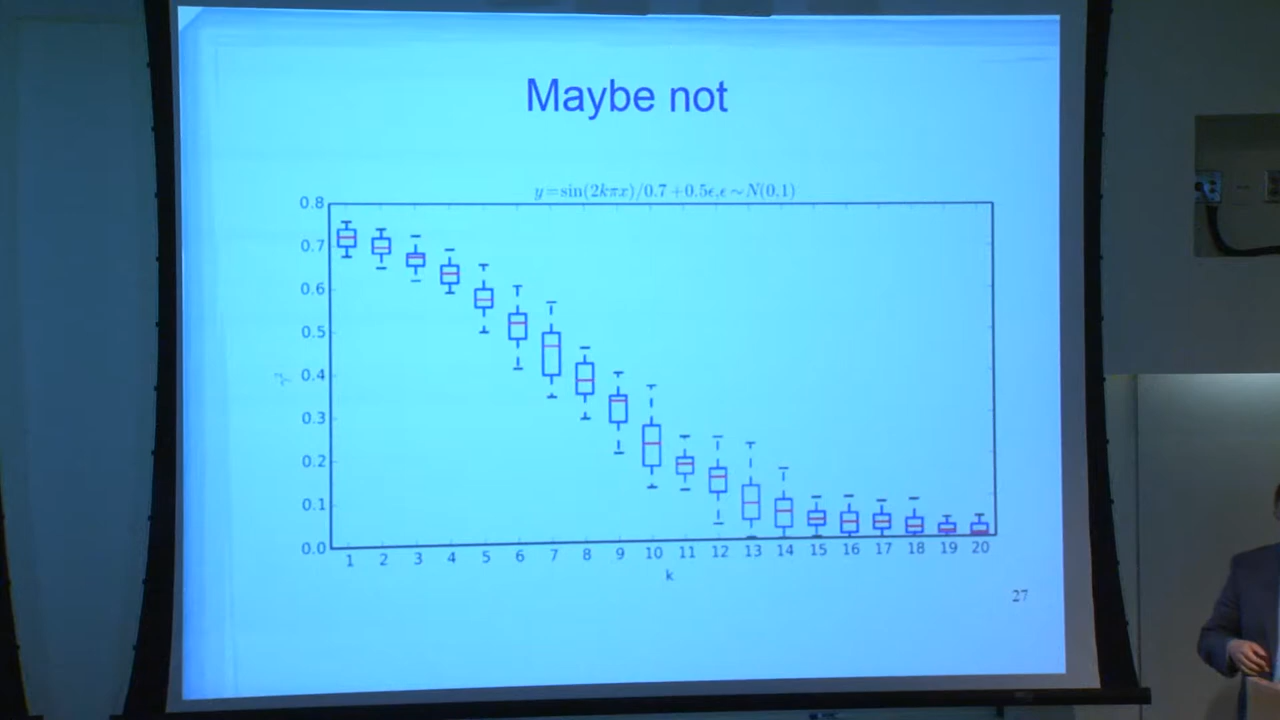 Maybe not
y=sin(2kπx)/0.7+0.5ϵ,ϵ∼N(0,1)
0.8
0.7
0.6
0.5
0.4
0.3
0.2
0.1
0.0
1 2 3 4 5 6 7 8 9 10 11 12 13 14 15 16 17 18 19 20
k
27